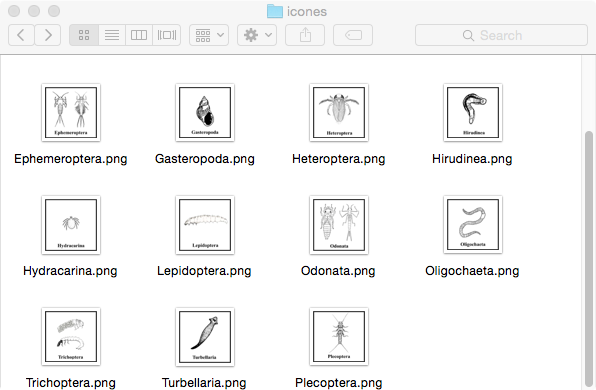 icones
Search
Ephemeroptera
Gasteropoda
Heteroptera
Hirudinea
Ephemeroptera.png
Gasteropoda.png
Heteroptera.png
Hirudinea.png
Hydracarina
Lepidoptera
Odonata
Oligochaeta
Hydracarina.png
Lepidoptera.png
Odonata.png
Oligochaeta.png
Trichoptera
Turbellaria
Plecoptera
Trichoptera.png
Turbellaria.png
Plecoptera.png